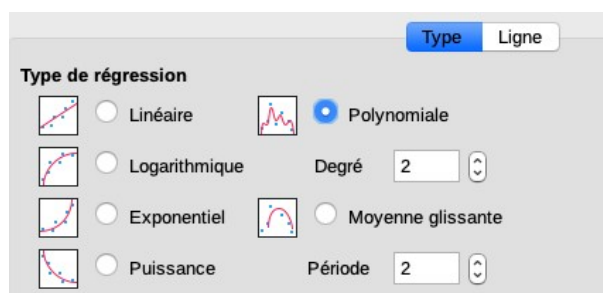 Type Ligne
Type de régression
Linéaire Polynomiale
Logarithmique Degré 2
Exponentiel Moyenne glissante
Puissance Période 2